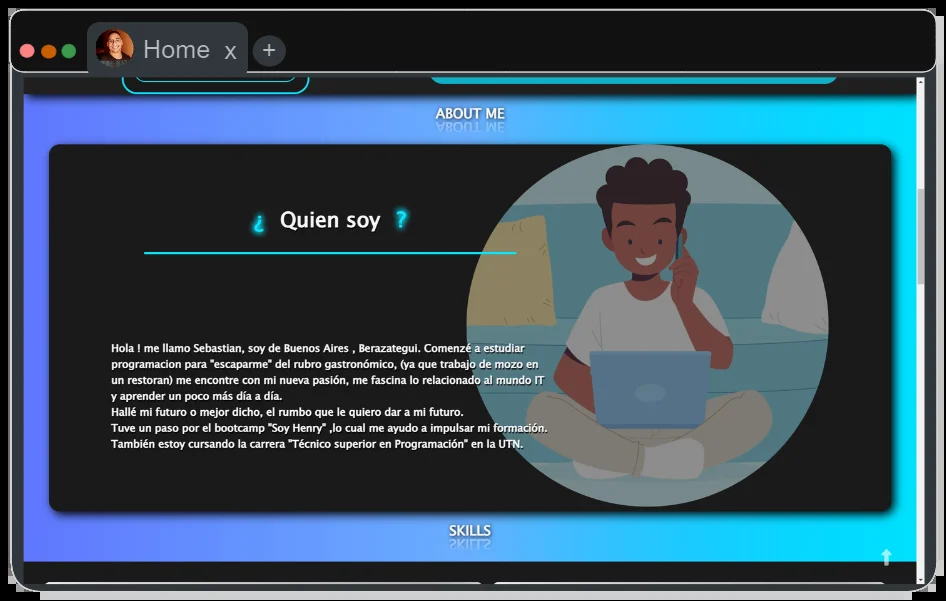 Home x +
ABOUT ME
¿ Quien soy ?
Hola ! me llamo Sebastian, soy de Buenos Aires , Berazategui. Comenzé a estudiar
programacion para "escaparme" del rubro gastronómico, (ya que trabajo de mozo en
un restoran) me encontre con mi nueva pasión, me fascina lo relacionado al mundo IT
y aprender un poco más día a día.
Hallé mi futuro o mejor dicho, el rumbo que le quiero dar a mi futuro.
Tuve un paso por el bootcamp "Soy Henry" ,lo cual me ayudo a impulsar mi formación.
También estoy cursando la carrera "Técnico superior en Programación" en la UTN.
SKILLS